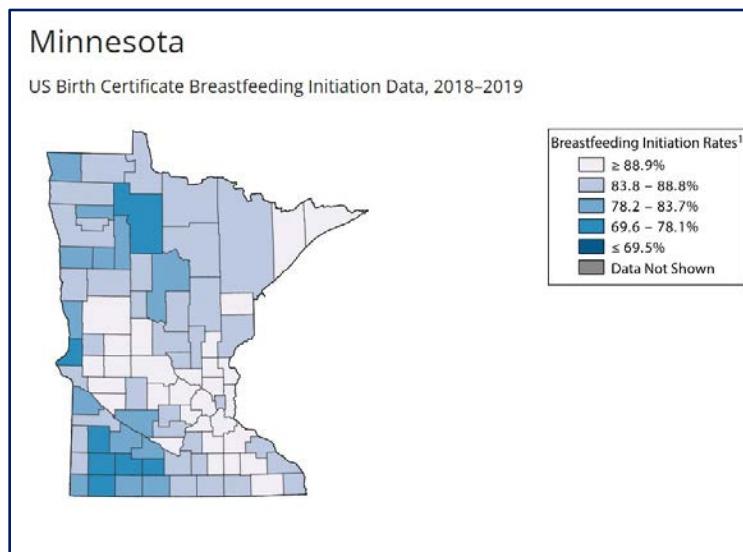 Minnesota
US Birth Certificate Breastfeeding Initiation Data, 2018–2019
Breastfeeding Initiation Rates¹
≥ 88.9%
83.8 – 88.8%
78.2 – 83.7%
69.6 – 78.1%
≤ 69.5%
Data Not Shown